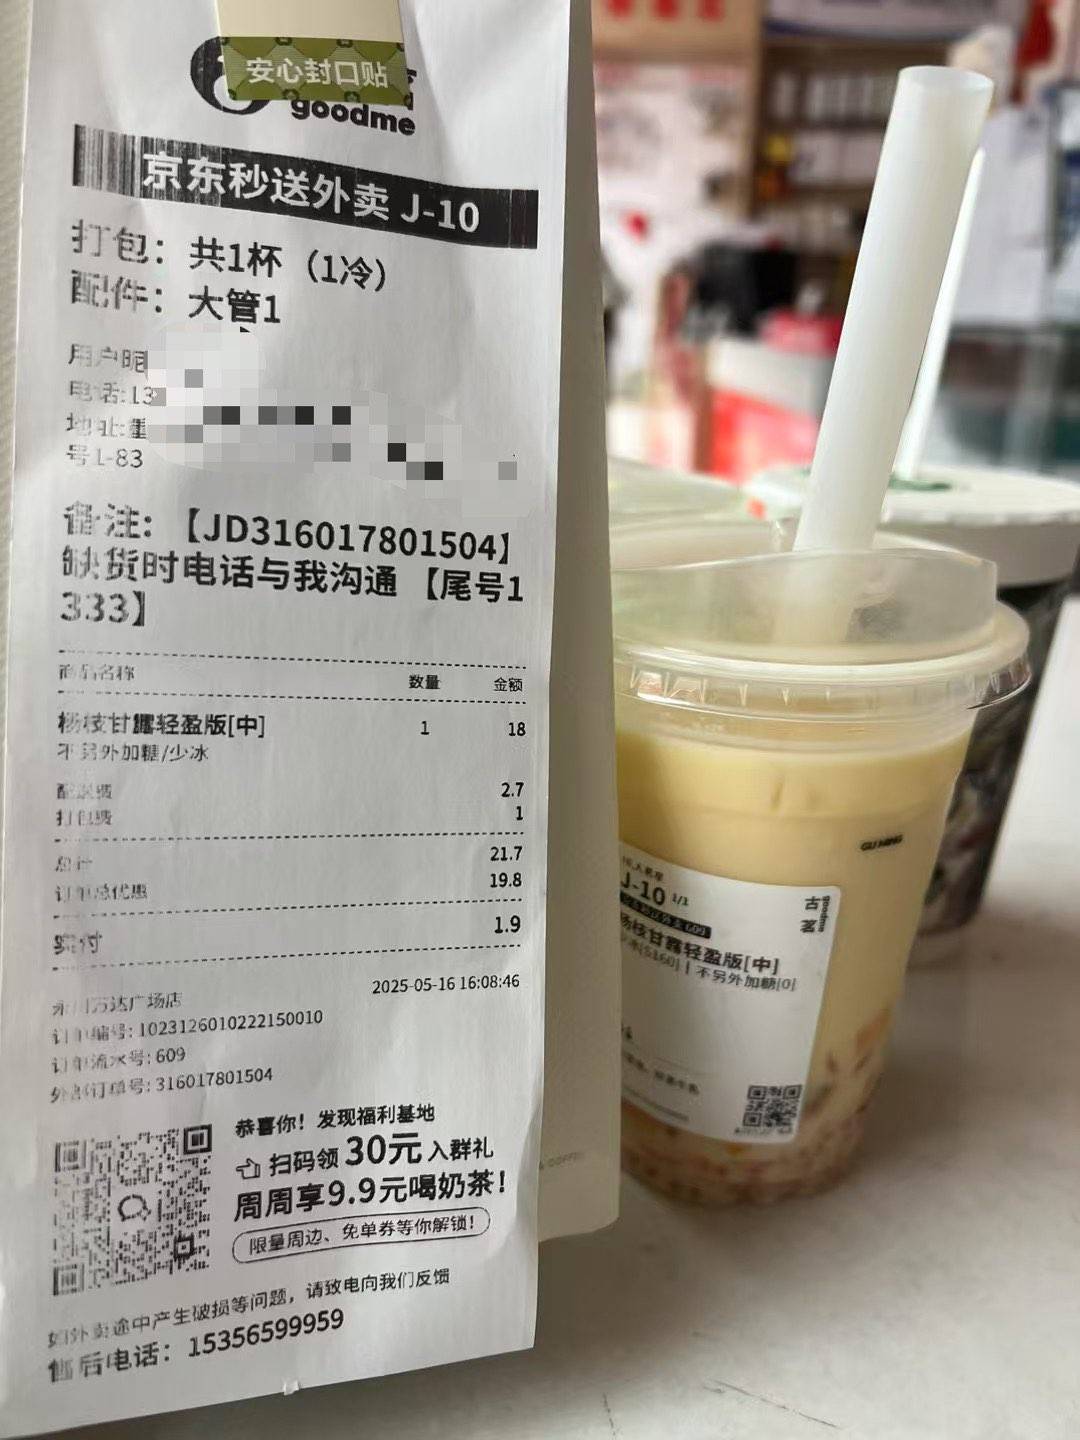 安心封口贴
goodme
京东秒送外卖 J-10
打包：共1杯（1冷）
配件：大管1
用户昵
电话:13
地址:重
号1-83
备注：【JD316017801504】
缺货时电话与我沟通 【尾号1
333】
商品名称 数量 金额
杨枝甘露轻盈版[中] 1 18
不另外加糖/少冰
配送费 2.7
打包费 1
总计 21.7
订单总优惠 19.8
实付 1.9
永川万达广场店 2025-05-16 16:08:46
订单编号: 1023126010222150010
订单流水号: 609
外部订单号: 316017801504
恭喜你！发现福利基地
扫码领 30元 入群礼
周周享9.9元喝奶茶！
限量周边、免单券等你解锁！
如外卖途中产生破损等问题，请致电向我们反馈
售后电话：15356599959
& COFFEE
GU MING
J-10 1/1
古茗
goodme
杨枝甘露轻盈版[中]
不另外加糖[0]